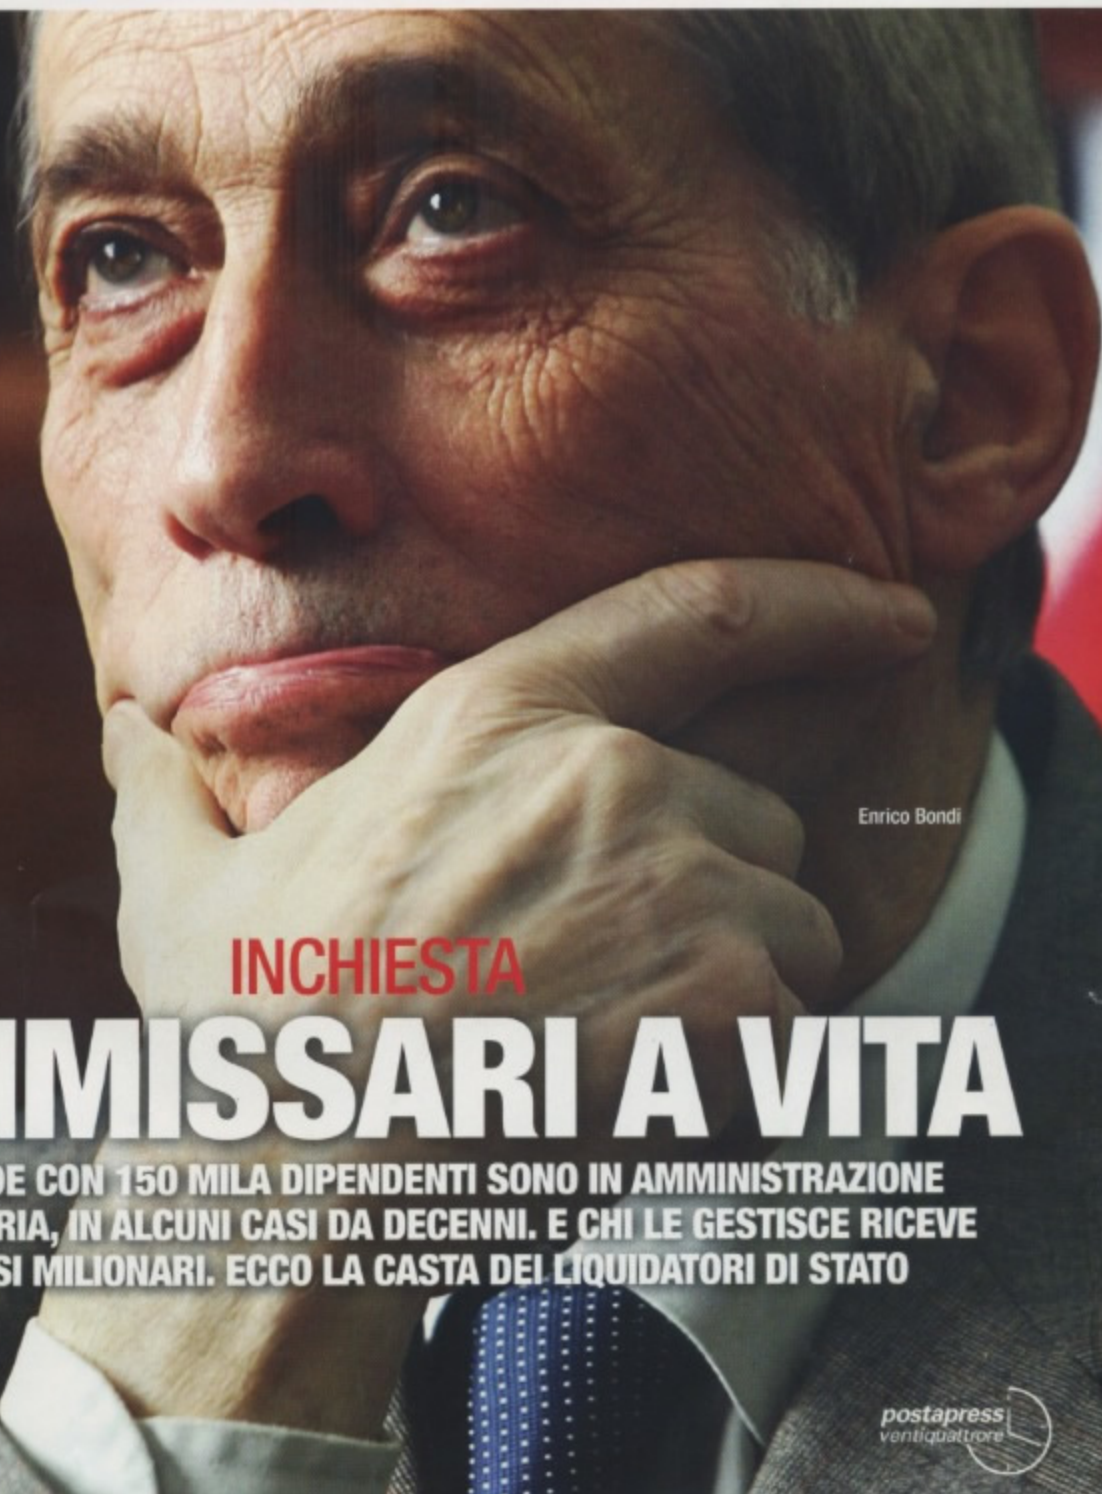 Enrico Bondi
INCHIESTA
MMISSARI A VITA
DE CON 150 MILA DIPENDENTI SONO IN AMMINISTRAZIONE
RIA, IN ALCUNI CASI DA DECENNI. E CHI LE GESTISCE RICEVE
SI MILIONARI. ECCO LA CASTA DEI LIQUIDATORI DI STATO
postapress
ventiquattrore